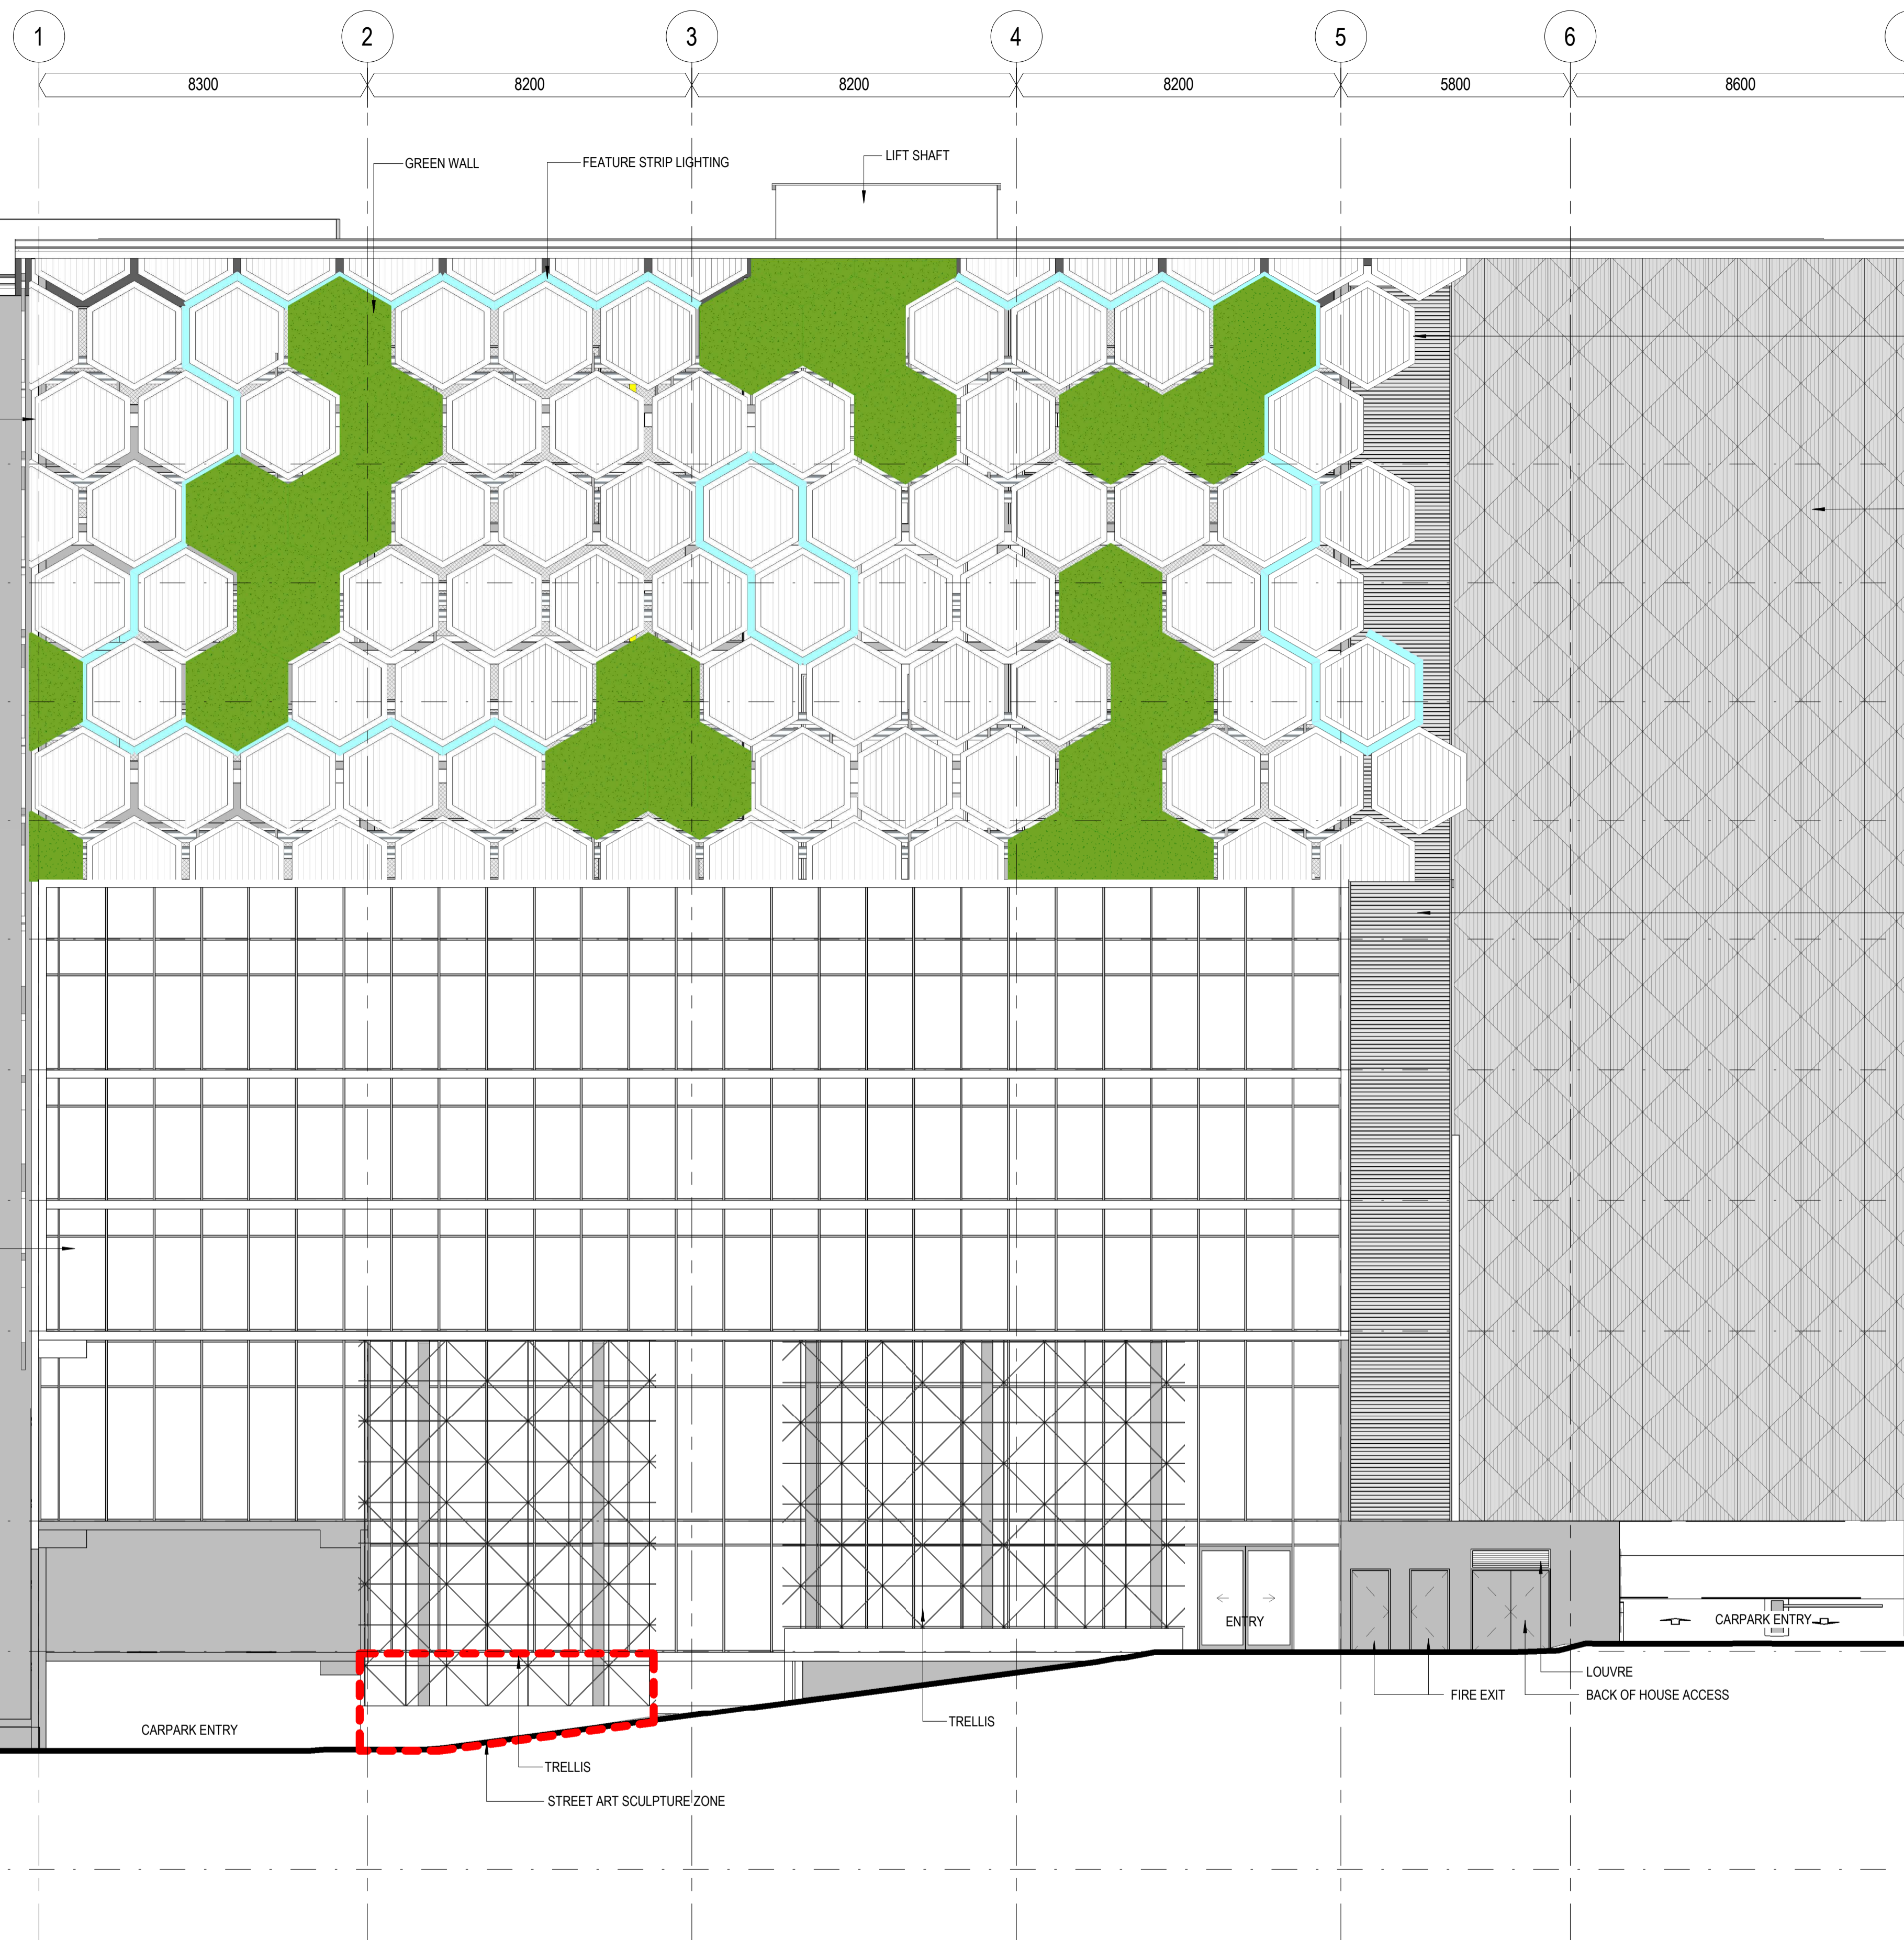 1
2
3
4
5
6
8300
8200
8200
8200
5800
8600
GREEN WALL
FEATURE STRIP LIGHTING
LIFT SHAFT
ENTRY
CARPARK ENTRY
LOUVRE
FIRE EXIT
BACK OF HOUSE ACCESS
TRELLIS
CARPARK ENTRY
TRELLIS
STREET ART SCULPTURE ZONE